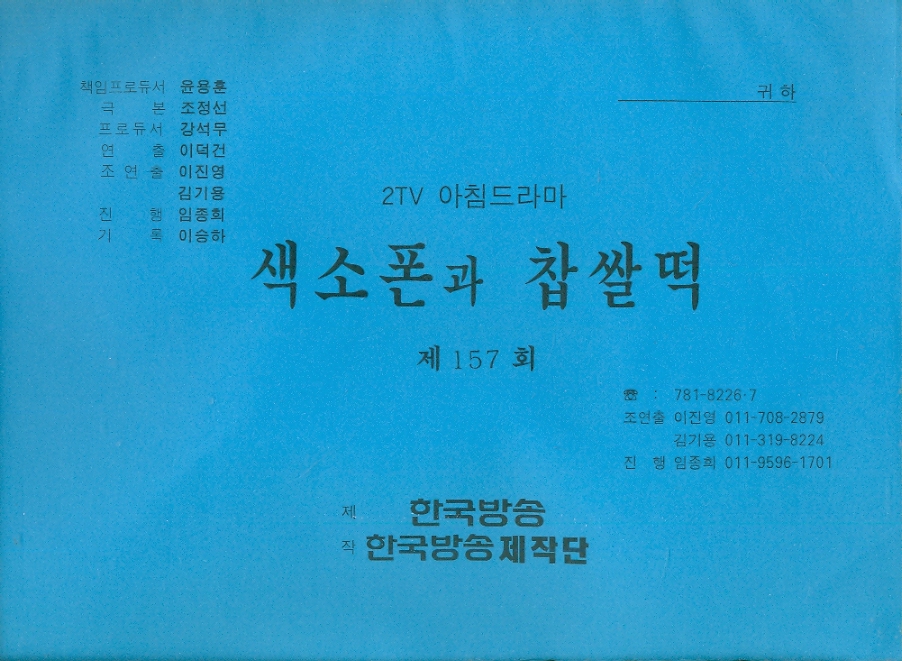 책임프로듀서 윤용훈
극 본 조정선
프로듀서 강석무
연 출 이덕건
조 연 출 이진영
김기용
진 행 임종희
기 록 이승하
귀 하
2TV 아침드라마
색소폰과 찹쌀떡
제 157 회
☎ : 781-8226·7
조연출 이진영 011-708-2879
김기용 011-319-8224
진 행 임종희 011-9596-1701
제 한국방송
작 한국방송제작단